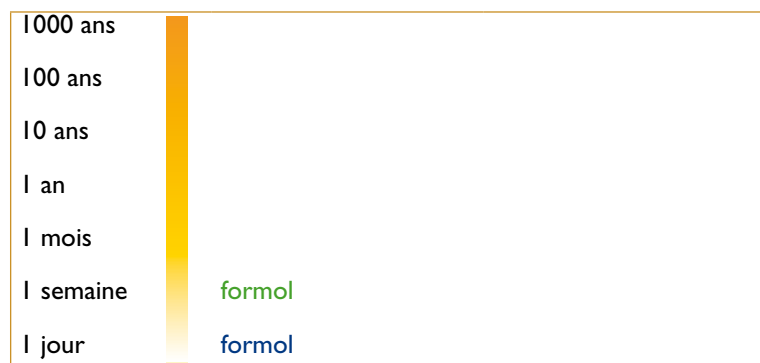 1000 ans
100 ans
10 ans
1 an
1 mois
1 semaine formol
1 jour formol